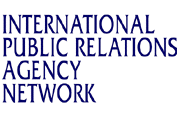 INTERNATIONAL
PUBLIC RELATIONS
AGENCY
NETWORK